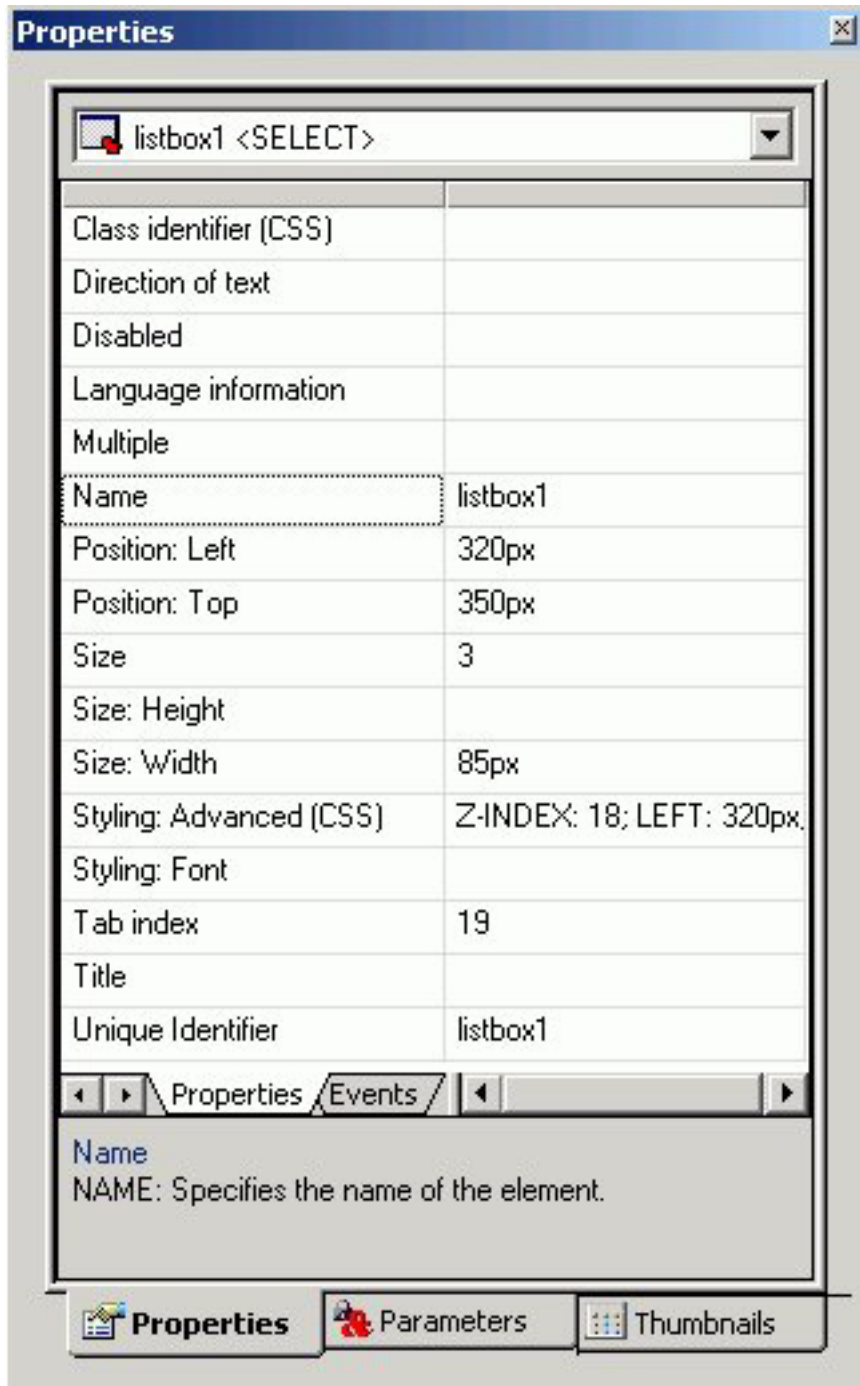 Properties
listbox1 <SELECT>
Class identifier (CSS)
Direction of text
Disabled
Language information
Multiple
Name listbox1
Position: Left 320px
Position: Top 350px
Size 3
Size: Height
Size: Width 85px
Styling: Advanced (CSS) Z-INDEX: 18; LEFT: 320px,
Styling: Font
Tab index 19
Title
Unique Identifier listbox1
Properties Events
Name
NAME: Specifies the name of the element.
Properties Parameters Thumbnails